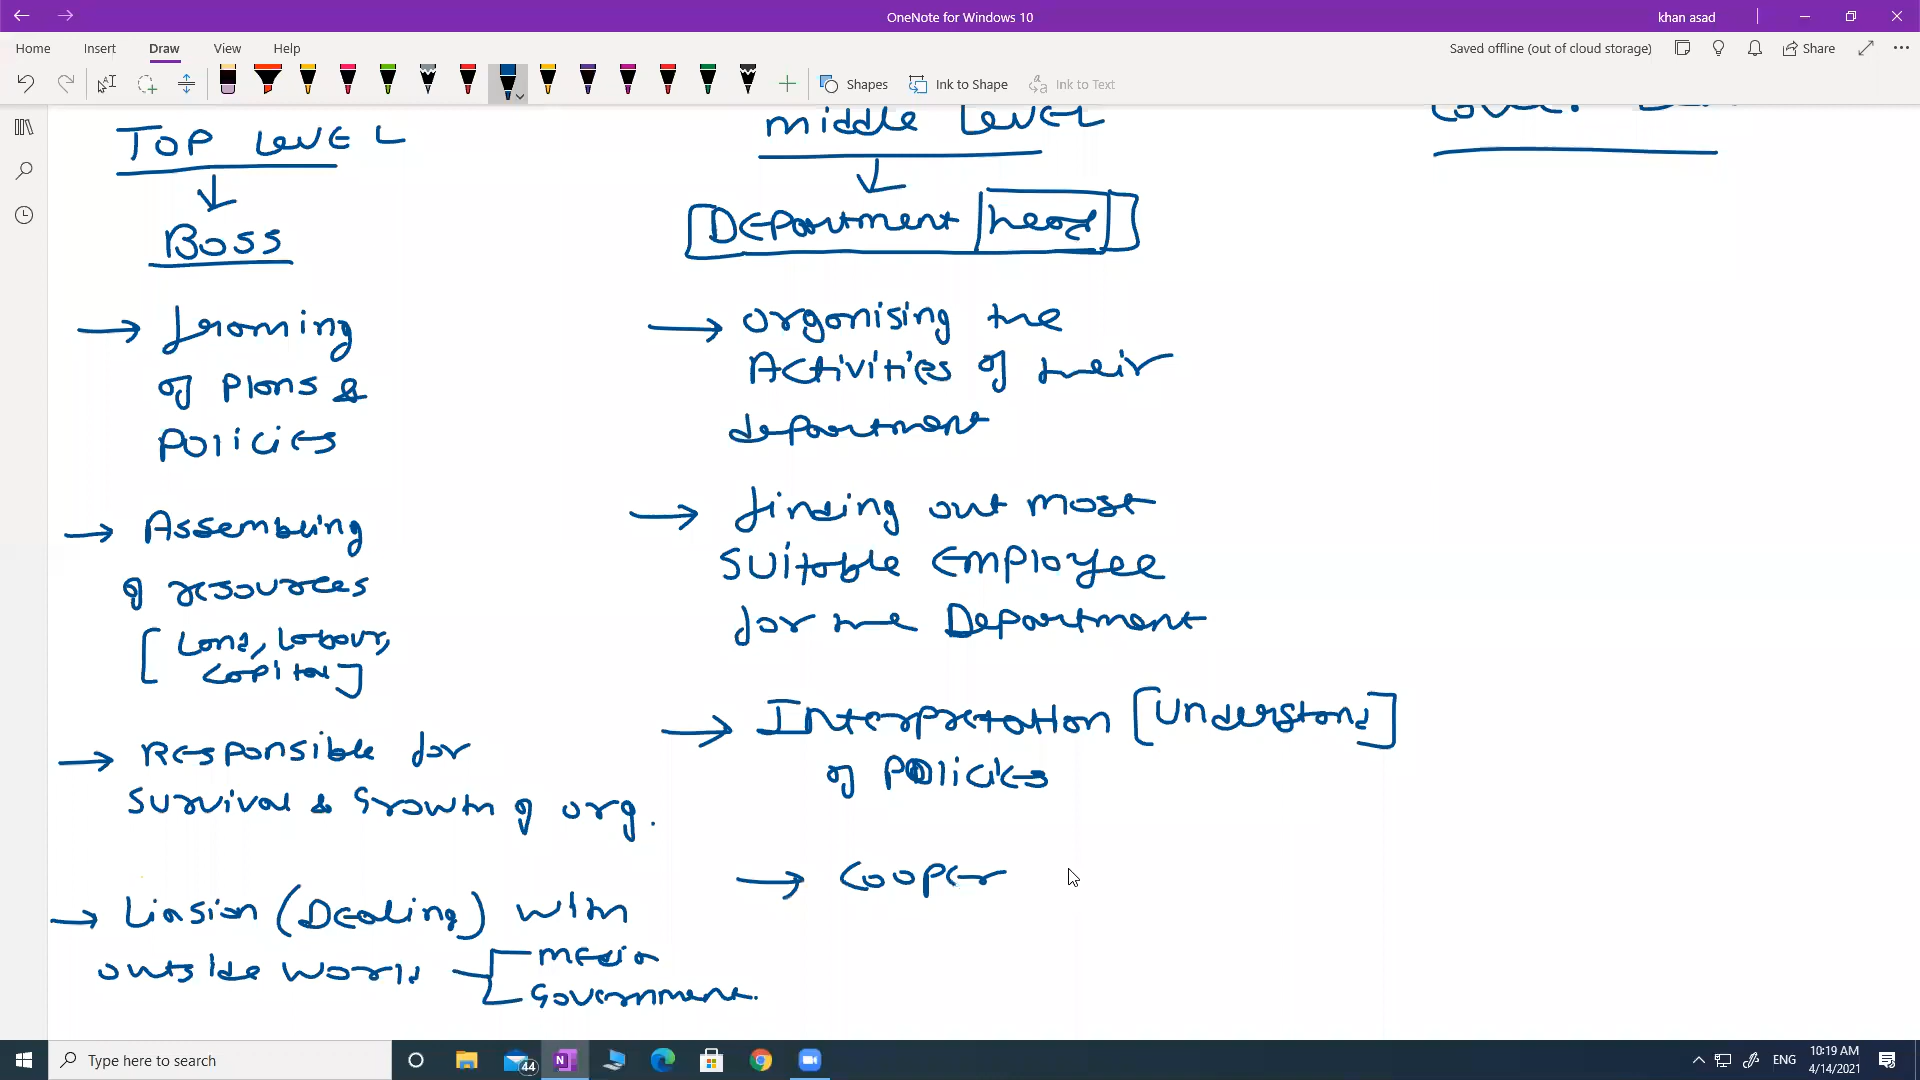 OneNote for Windows 10
khan asad
Home Insert Draw View Help
Saved offline (out of cloud storage)
Share
Shapes
Ink to Shape
Ink to Text
TOP LEVEL
BOSS
→ framing
of Plans &
Policies
→ Assembling
of resources
[Land, Labour,
Capital]
→ Responsible for
Survival & Growth of org.
→ Liasion (Dealing) with
outside world
media
Government.
middle LEVEL
Department head
→ organising the
Activities of their
department
→ finding out most
Suitable Employee
for the Department
→ Interpretation [Understand]
of Policies
→ Cooper
Type here to search
44
ENG
10:19 AM
4/14/2021